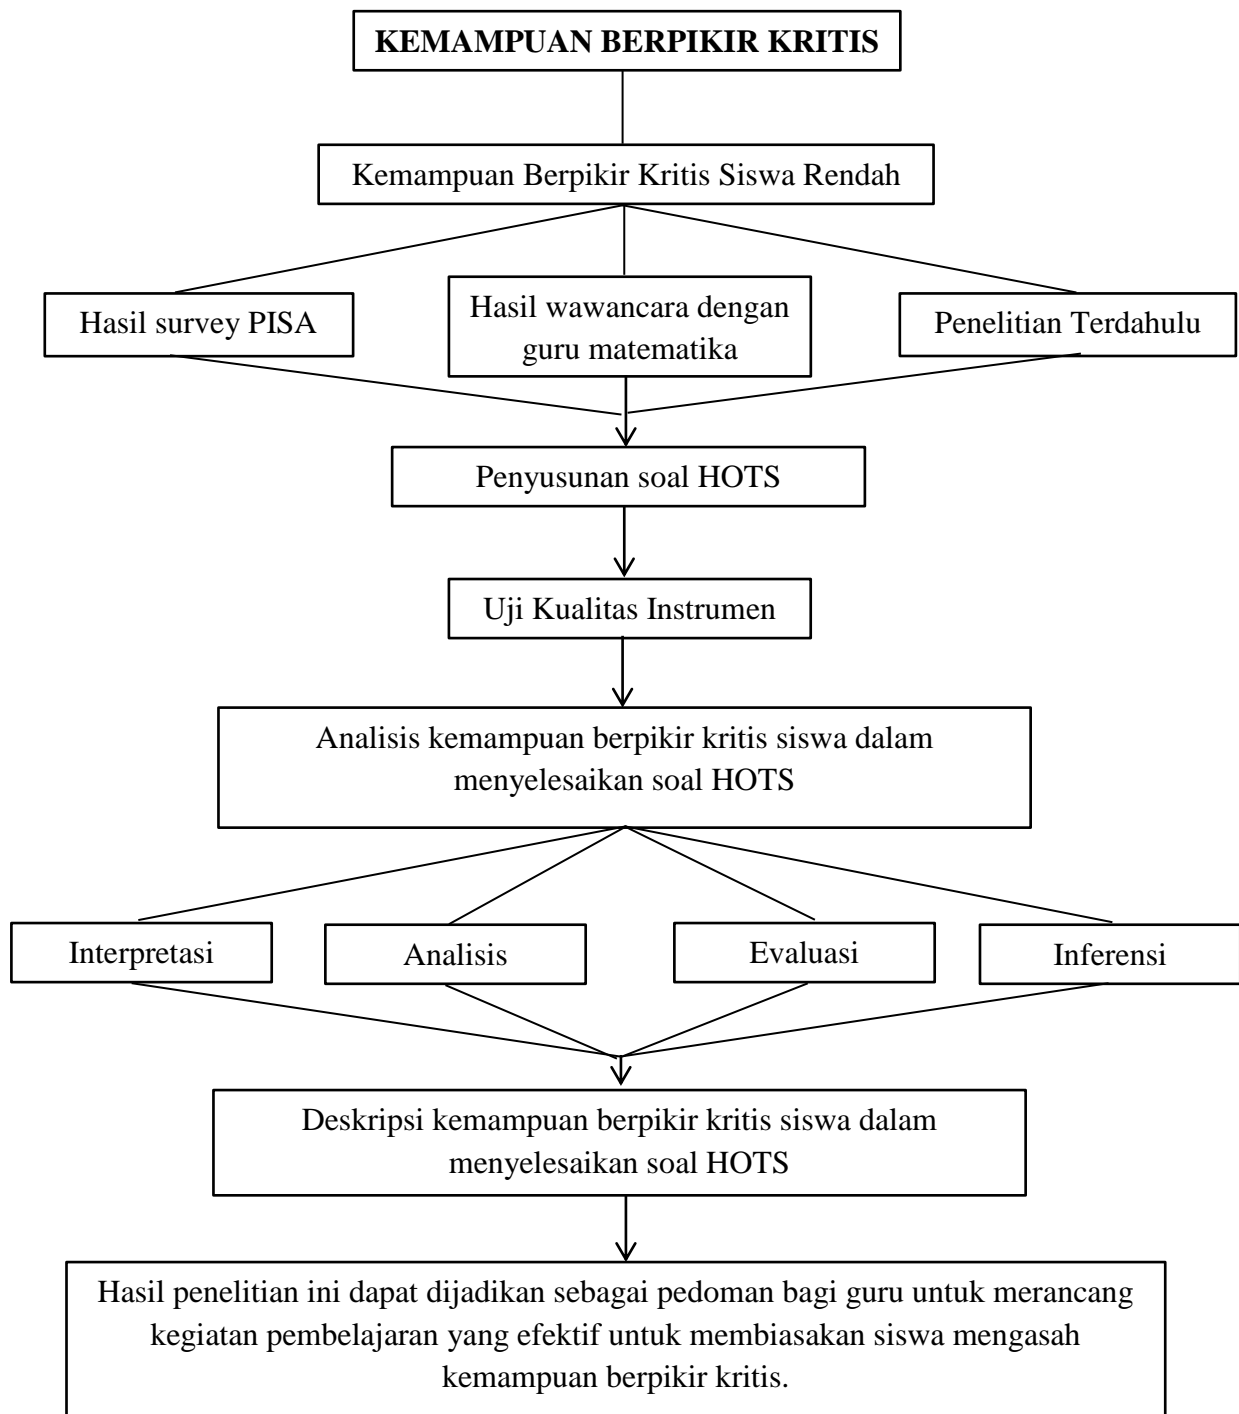 KEMAMPUAN BERPIKIR KRITIS
Kemampuan Berpikir Kritis Siswa Rendah
Hasil survey PISA
Hasil wawancara dengan
guru matematika
Penelitian Terdahulu
Penyusunan soal HOTS
Uji Kualitas Instrumen
Analisis kemampuan berpikir kritis siswa dalam
menyelesaikan soal HOTS
Interpretasi
Analisis
Evaluasi
Inferensi
Deskripsi kemampuan berpikir kritis siswa dalam
menyelesaikan soal HOTS
Hasil penelitian ini dapat dijadikan sebagai pedoman bagi guru untuk merancang
kegiatan pembelajaran yang efektif untuk membiasakan siswa mengasah
kemampuan berpikir kritis.